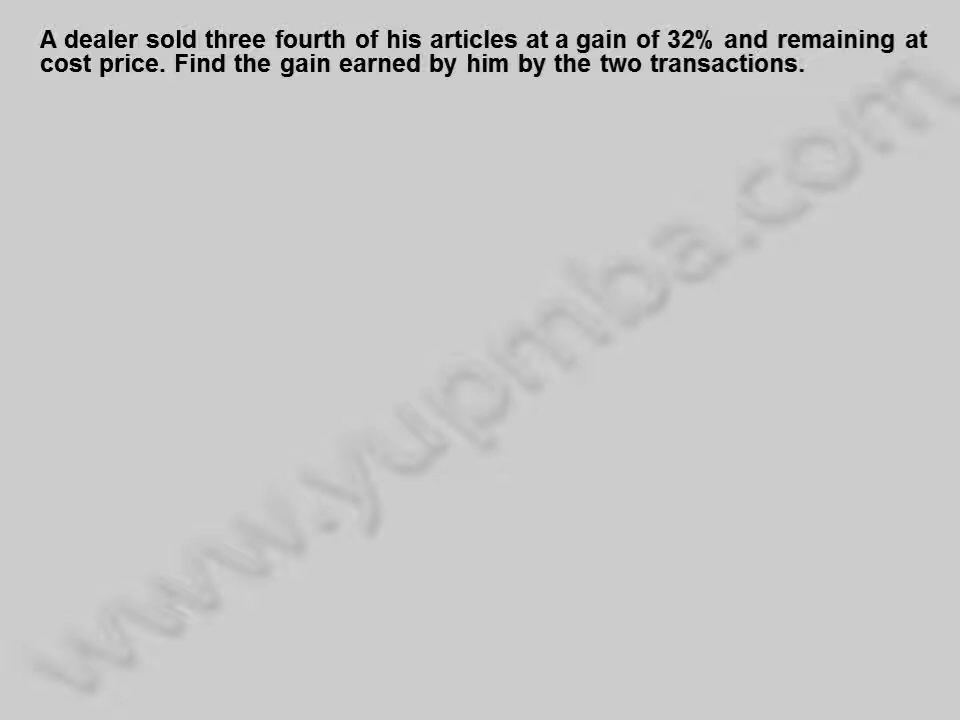 A dealer sold three fourth of his articles at a gain of 32% and remaining at
cost price. Find the gain earned by him by the two transactions.
www.yupmba.com